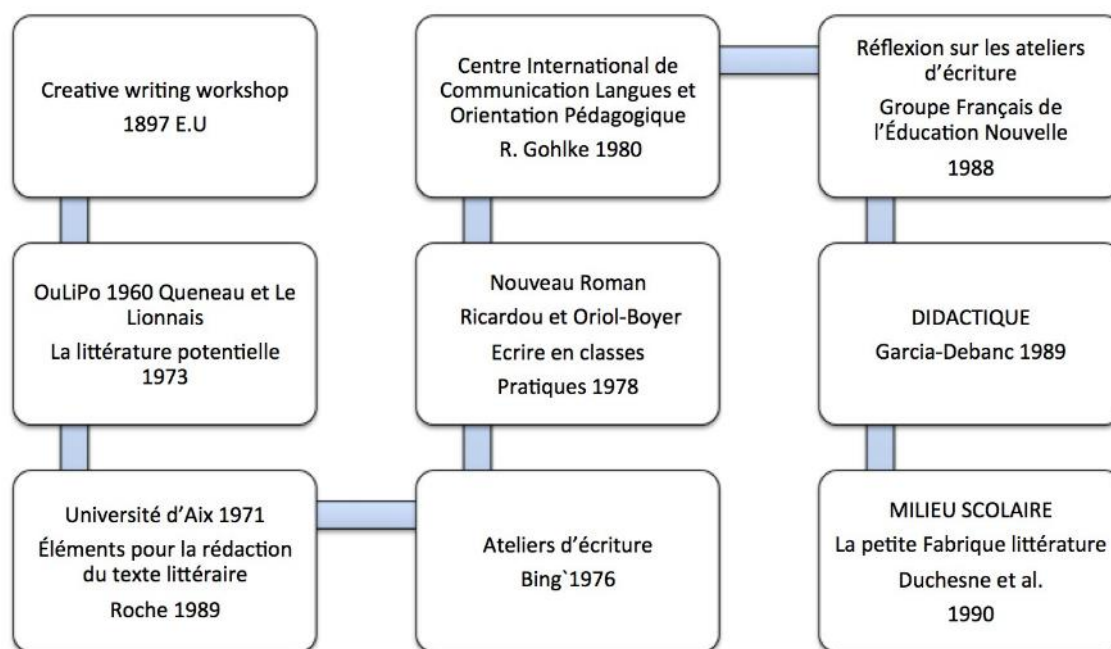 Creative writing workshop
1897 E.U
OuLiPo 1960 Queneau et Le
Lionnais
La littérature potentielle
1973
Université d'Aix 1971
Éléments pour la rédaction
du texte littéraire
Roche 1989
Ateliers d'écriture
Bing`1976
Nouveau Roman
Ricardou et Oriol-Boyer
Ecrire en classes
Pratiques 1978
Centre International de
Communication Langues et
Orientation Pédagogique
R. Gohlke 1980
Réflexion sur les ateliers
d'écriture
Groupe Français de
l'Éducation Nouvelle
1988
DIDACTIQUE
Garcia-Debanc 1989
MILIEU SCOLAIRE
La petite Fabrique littérature
Duchesne et al.
1990